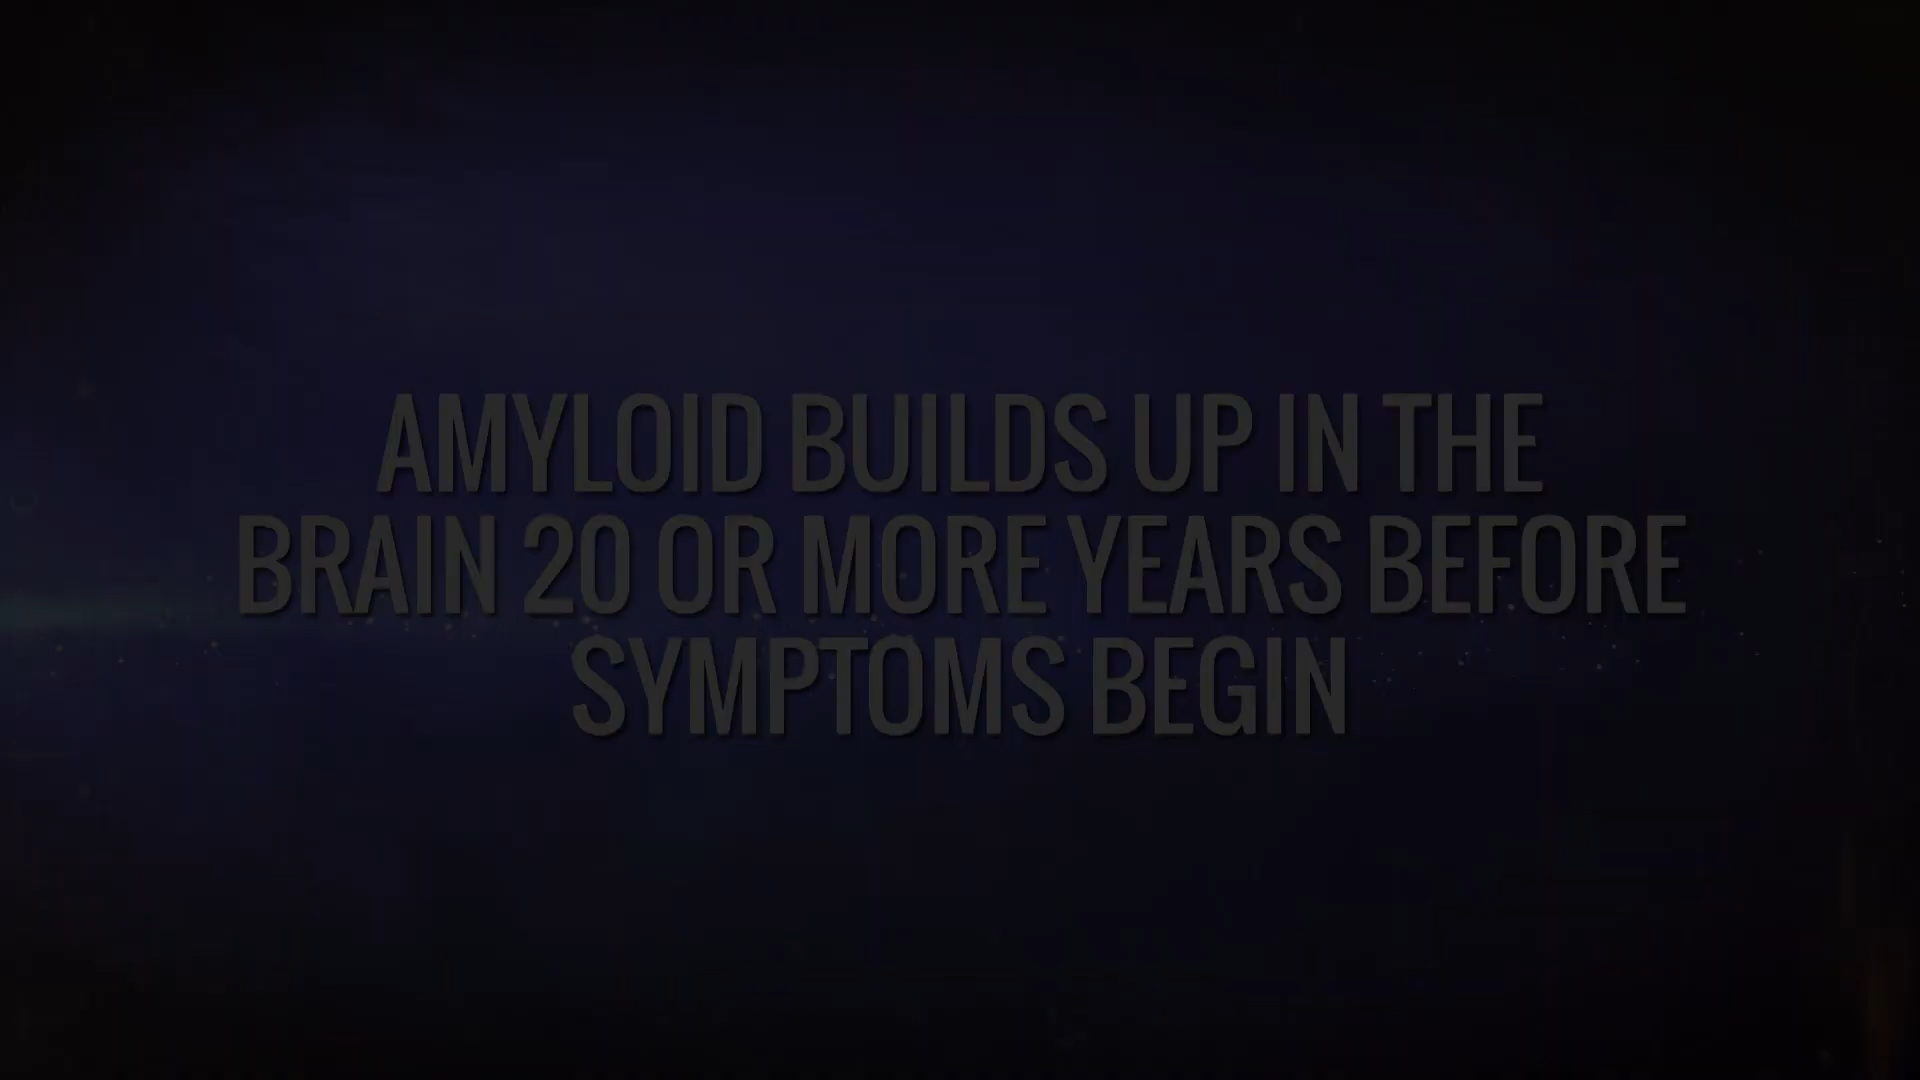 AMYLOID BUILDS UP IN THE
BRAIN 20 OR MORE YEARS BEFORE
SYMPTOMS BEGIN